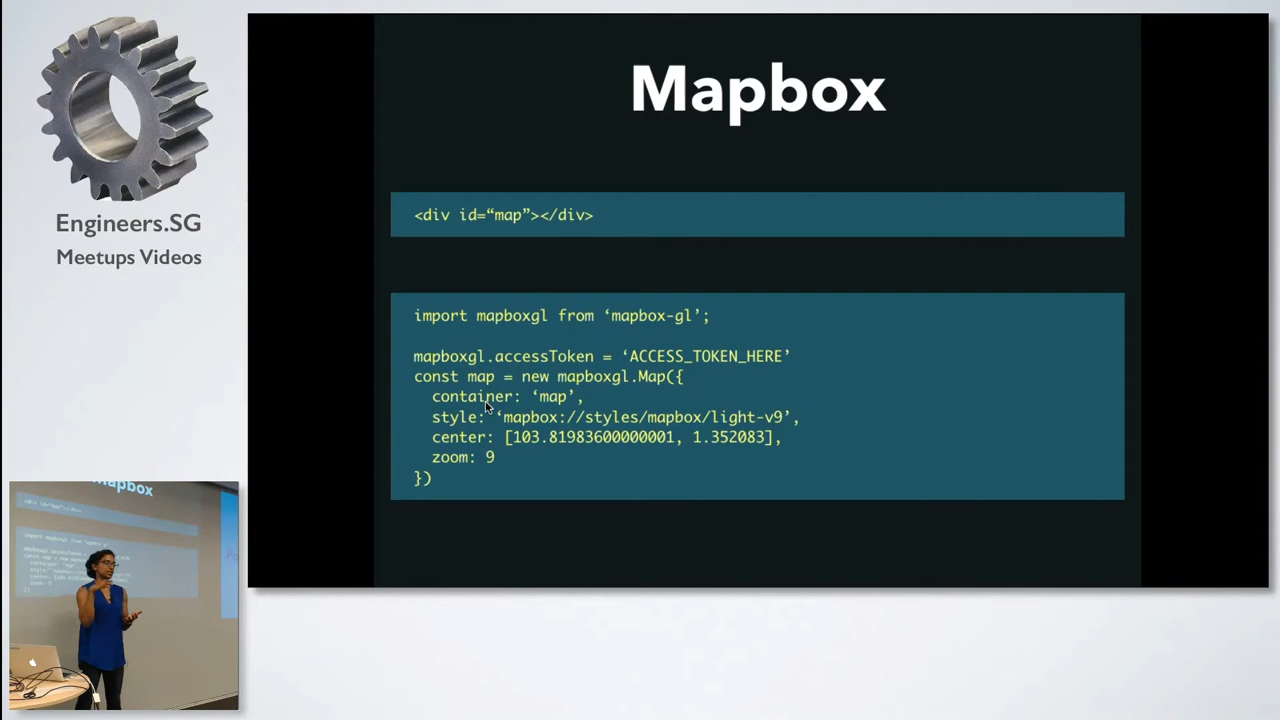 Engineers.SG
Meetups Videos
Mapbox
<div id=“map”></div>
import mapboxgl from ‘mapbox-gl’;
mapboxgl.accessToken = ‘ACCESS_TOKEN_HERE’
const map = new mapboxgl.Map({
container: ‘map’,
style: ‘mapbox://styles/mapbox/light-v9’,
center: [103.81983600000001, 1.352083],
zoom: 9
})
Mapbox